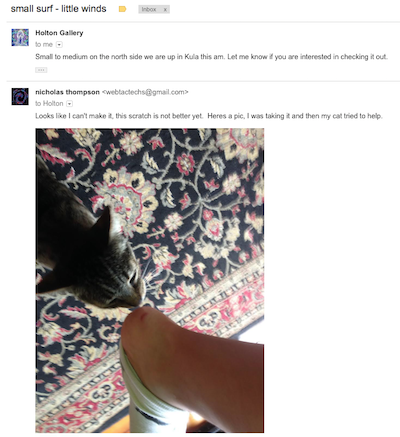 small surf - little winds
Inbox x
Holton Gallery
to me
Small to medium on the north side we are up in Kula this am. Let me know if you are interested in checking it out.
nicholas thompson <webtactechs@gmail.com>
to Holton
Looks like I can't make it, this scratch is not better yet.  Heres a pic, I was taking it and then my cat tried to help.